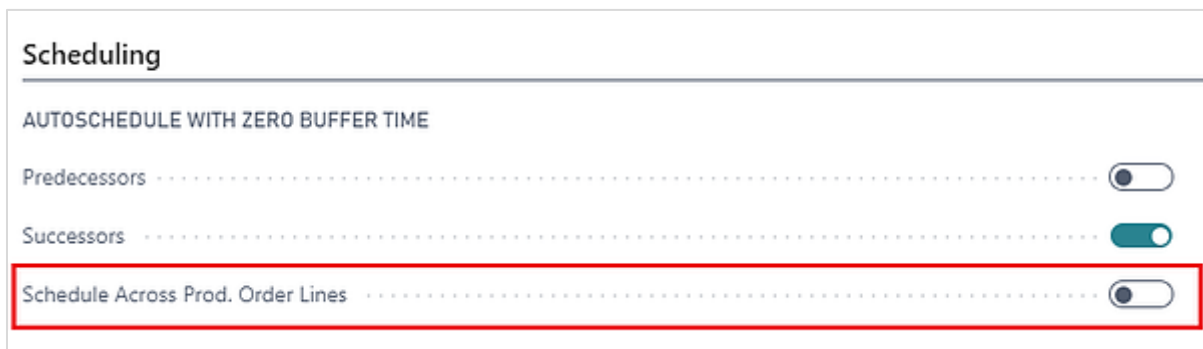 Scheduling
AUTOSCHEDULE WITH ZERO BUFFER TIME
Predecessors
Successors
Schedule Across Prod. Order Lines